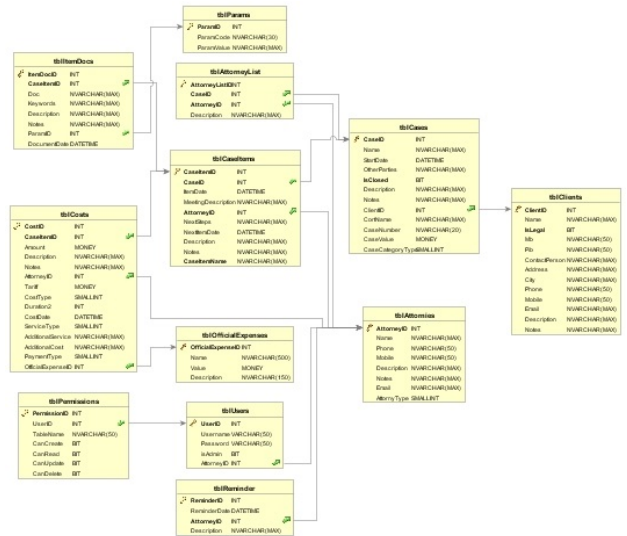 tblParams
ParamID INT
ParamCode NVARCHAR(30)
ParamValue NVARCHAR(MAX)
tblItemDocs
ItemDocID INT
CaseItemID INT
Doc NVARCHAR(MAX)
Keywords NVARCHAR(MAX)
Description NVARCHAR(MAX)
Notes NVARCHAR(MAX)
ParamID INT
DocumentDate DATETIME
tblAttorneyList
AttorneyListID INT
CaseID INT
AttorneyID INT
Description NVARCHAR(MAX)
tblCases
CaseID INT
Name NVARCHAR(MAX)
StartDate DATETIME
OtherParties NVARCHAR(MAX)
IsClosed BIT
Description NVARCHAR(MAX)
Notes NVARCHAR(MAX)
ClientID INT
CortName NVARCHAR(MAX)
CaseNumber NVARCHAR(20)
CaseValue MONEY
CaseCategoryType SMALLINT
tblCaseItems
CaseItemID INT
CaseID INT
ItemDate DATETIME
MeetingDescription NVARCHAR(MAX)
AttorneyID INT
NextSteps NVARCHAR(MAX)
NextItemDate DATETIME
Description NVARCHAR(MAX)
Notes NVARCHAR(MAX)
CaseItemName NVARCHAR(MAX)
tblClients
ClientID INT
Name NVARCHAR(MAX)
IsLegal BIT
Mb NVARCHAR(50)
Pib NVARCHAR(50)
ContactPerson NVARCHAR(MAX)
Address NVARCHAR(MAX)
City NVARCHAR(MAX)
Phone NVARCHAR(50)
Mobile NVARCHAR(50)
Email NVARCHAR(MAX)
Description NVARCHAR(MAX)
Notes NVARCHAR(MAX)
tblCosts
CostID INT
CaseItemID INT
Amount MONEY
Description NVARCHAR(MAX)
Notes NVARCHAR(MAX)
AttorneyID INT
Tariff MONEY
CostType SMALLINT
Duration2 INT
CostDate DATETIME
ServiceType SMALLINT
AdditionalService NVARCHAR(MAX)
AdditionalCost NVARCHAR(MAX)
PaymentType SMALLINT
OfficialExpenseID INT
tblAttornies
AttorneyID INT
Name NVARCHAR(MAX)
Phone NVARCHAR(50)
Mobile NVARCHAR(50)
Description NVARCHAR(MAX)
Notes NVARCHAR(MAX)
Email NVARCHAR(MAX)
AttornyType SMALLINT
tblOfficialExpenses
OfficialExpenseID INT
Name NVARCHAR(500)
Value MONEY
Description NVARCHAR(150)
tblPermissions
PermissionID INT
UserID INT
TableName NVARCHAR(50)
CanCreate BIT
CanRead BIT
CanUpdate BIT
CanDelete BIT
tblUsers
UserID INT
Username VARCHAR(50)
Password VARCHAR(50)
isAdmin BIT
AttorneyID INT
tblReminder
ReminderID INT
ReminderDate DATETIME
AttorneyID INT
Description NVARCHAR(MAX)